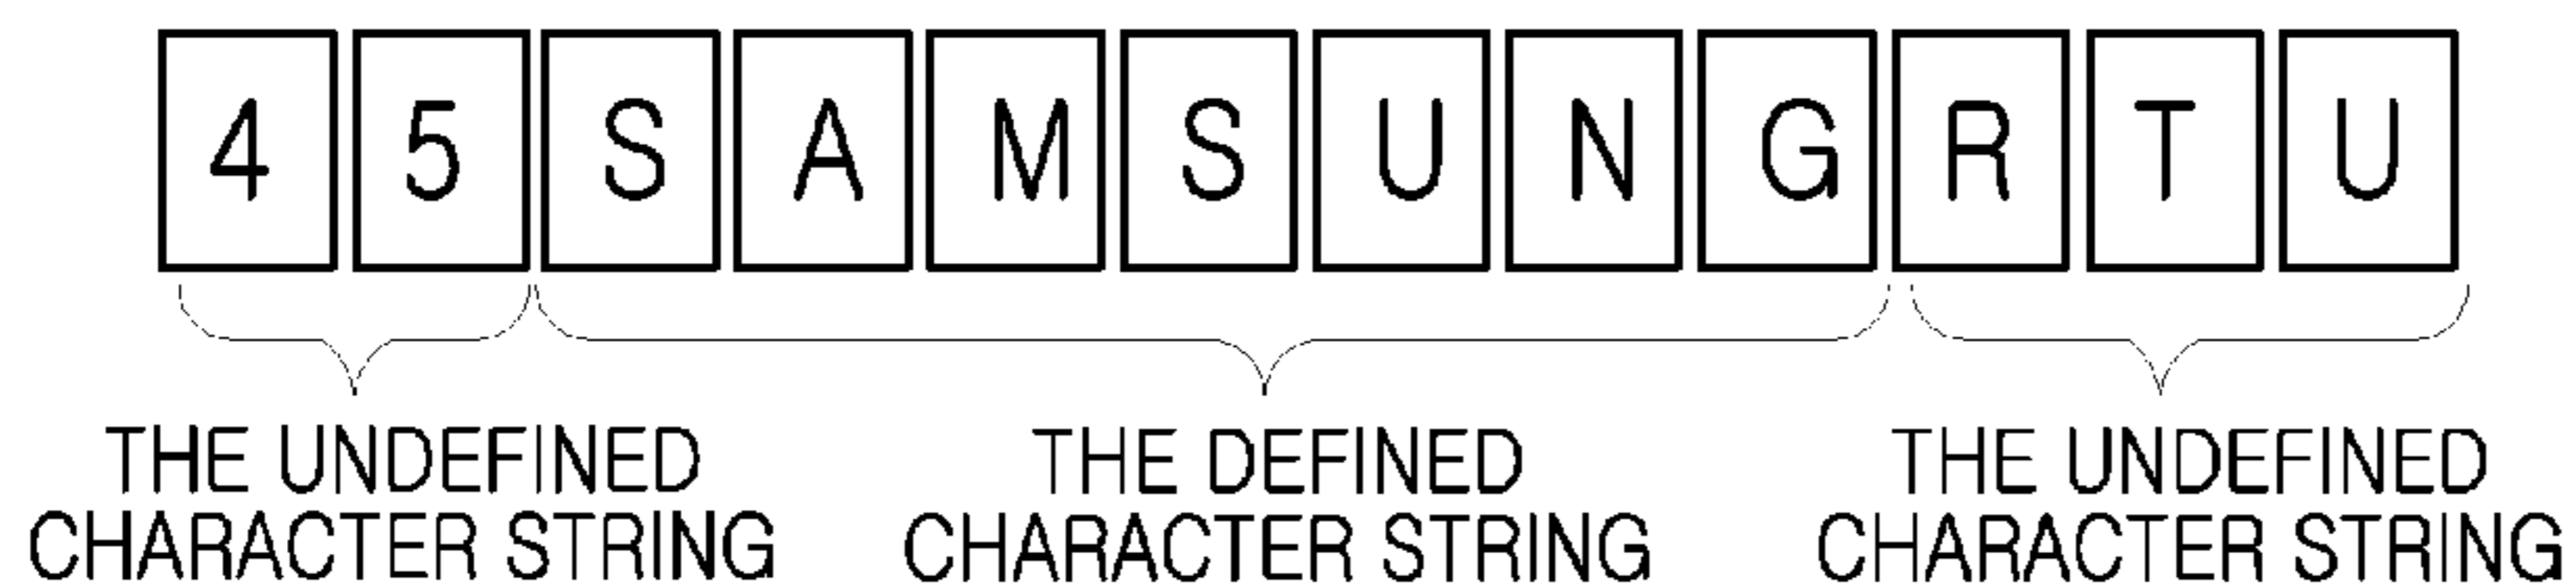 4 5 S A M S U N G R T U
THE UNDEFINED THE DEFINED THE UNDEFINED
CHARACTER STRING CHARACTER STRING CHARACTER STRING